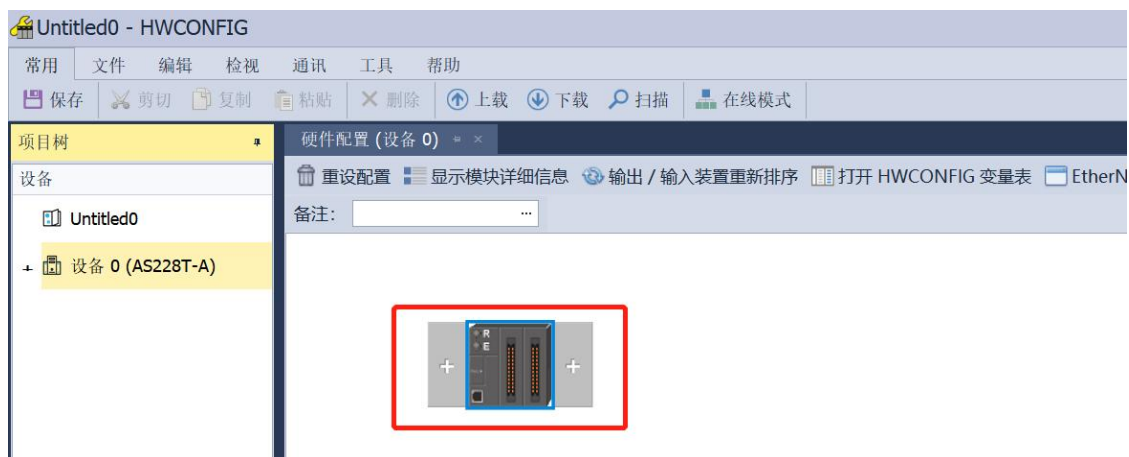 Untitled0 - HWCONFIG
常用 文件 编辑 检视 通讯 工具 帮助
保存 剪切 复制 粘贴 删除 上载 下载 扫描 在线模式
项目树
硬件配置 (设备 0)
设备
重设配置 显示模块详细信息 输出 / 输入装置重新排序 打开 HWCONFIG 变量表 EtherN
Untitled0
备注: ...
设备 0 (AS228T-A)
R
E